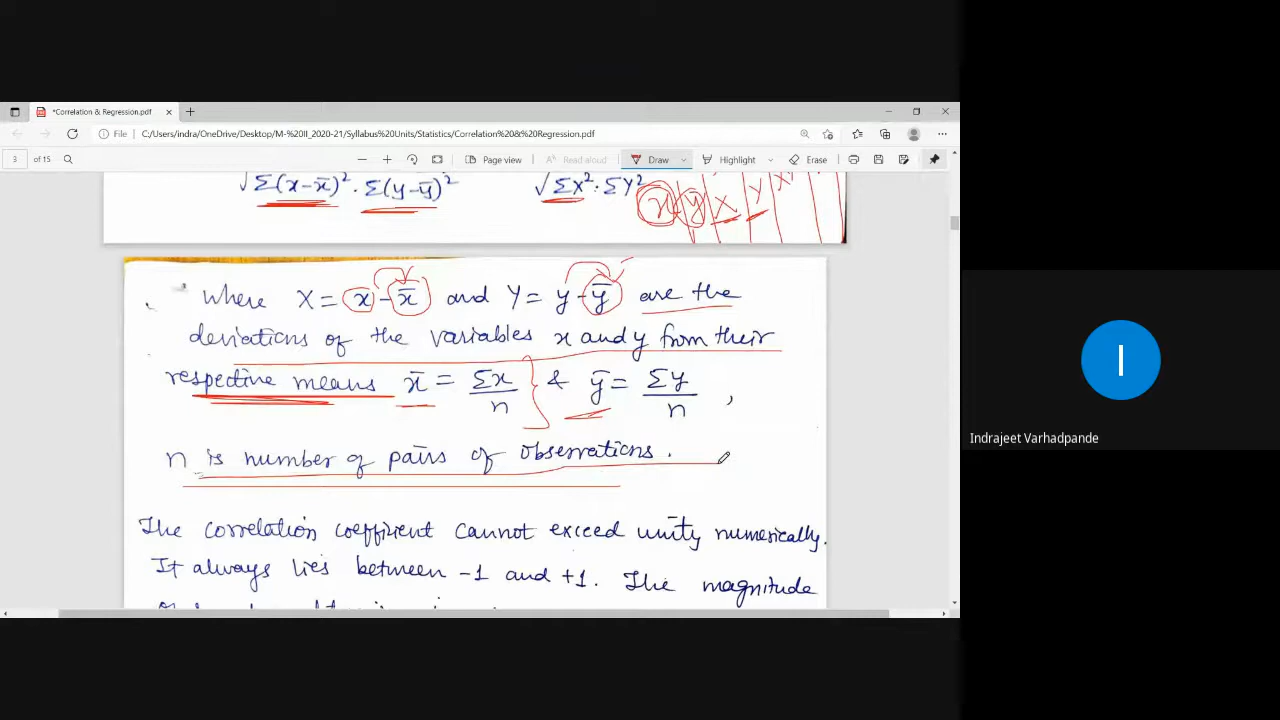 *Correlation & Regression.pdf
File C:/Users/indra/OneDrive/Desktop/M-%20II_2020-21/Syllabus%20Units/Statistics/Correlation%20&%20Regression.pdf
3 of 15 Page view Read aloud Draw Highlight Erase
√Σ(x-x̄)² · Σ(y-ȳ)² √ΣX² · ΣY²
x y X Y X²
where X = x - x̄ and Y = y - ȳ are the
deviations of the variables x and y from their
respective means x̄ = Σx/n & ȳ = Σy/n ,
n is number of pairs of observations.
The correlation coefficient cannot exceed unity numerically.
It always lies between -1 and +1. The magnitude
I
Indrajeet Varhadpande